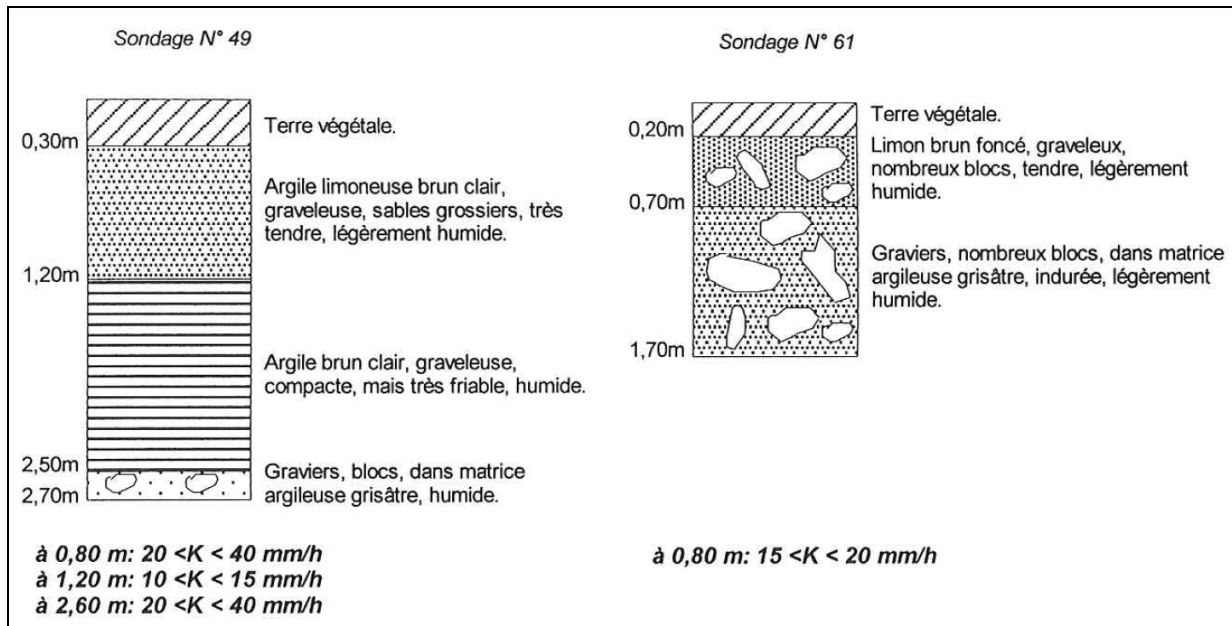 Sondage N° 49
0,30m
Terre végétale.
Argile limoneuse brun clair,
graveleuse, sables grossiers, très
tendre, légèrement humide.
1,20m
Argile brun clair, graveleuse,
compacte, mais très friable, humide.
2,50m
Graviers, blocs, dans matrice
argileuse grisâtre, humide.
2,70m
à 0,80 m: 20 <K < 40 mm/h
à 1,20 m: 10 <K < 15 mm/h
à 2,60 m: 20 <K < 40 mm/h
Sondage N° 61
Terre végétale.
0,20m
Limon brun foncé, graveleux,
nombreux blocs, tendre, légèrement
humide.
0,70m
Graviers, nombreux blocs, dans matrice
argileuse grisâtre, indurée, légèrement
humide.
1,70m
à 0,80 m: 15 <K < 20 mm/h